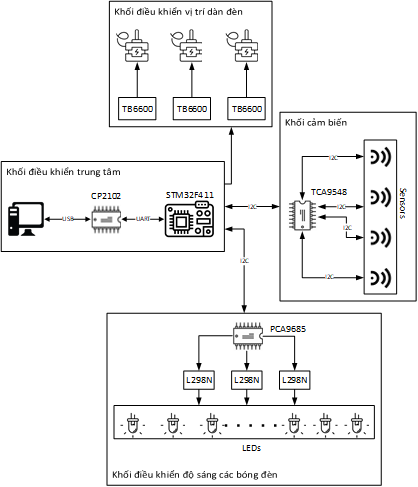 Khối điều khiển vị trí dàn đèn
TB6600
TB6600
TB6600
Khối điều khiển trung tâm
CP2102
STM32F411
USB
UART
I2C
I2C
Khối cảm biến
TCA9548
I2C
I2C
I2C
I2C
Sensors
PCA9685
L298N
L298N
L298N
LEDs
Khối điều khiển độ sáng các bóng đèn